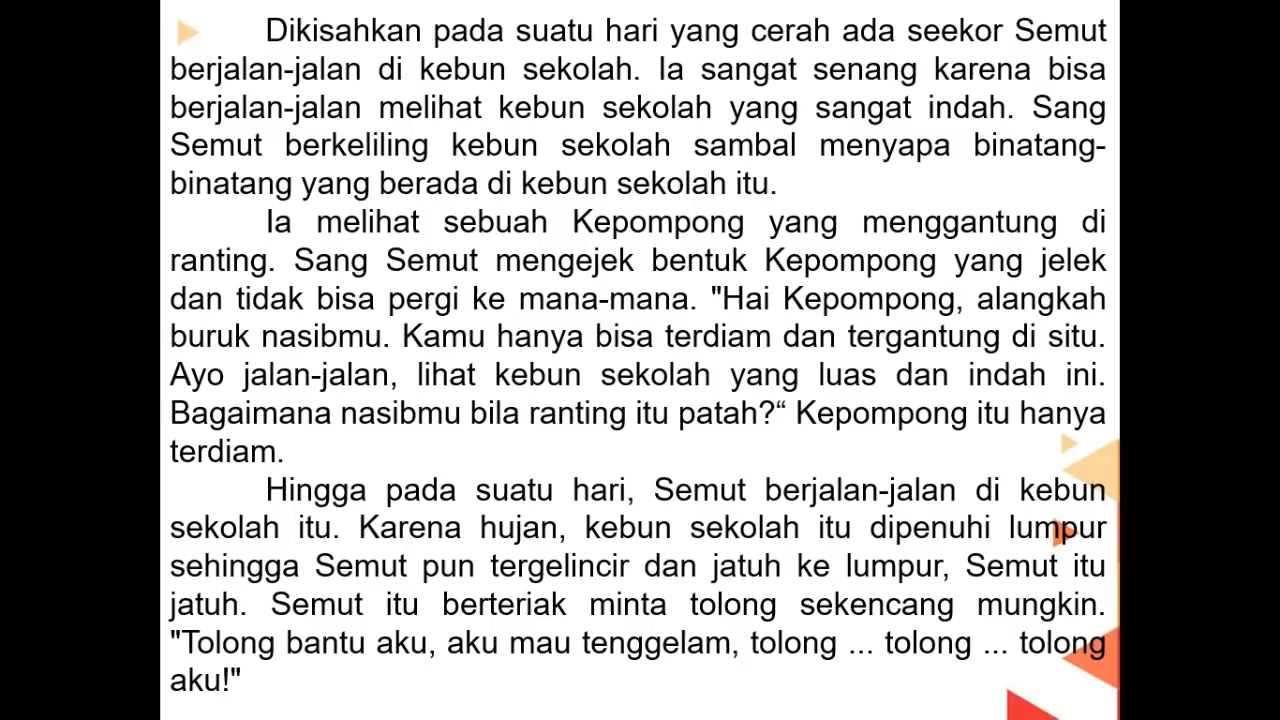 Dikisahkan pada suatu hari yang cerah ada seekor Semut
berjalan-jalan di kebun sekolah. Ia sangat senang karena bisa
berjalan-jalan melihat kebun sekolah yang sangat indah. Sang
Semut berkeliling kebun sekolah sambal menyapa binatang-
binatang yang berada di kebun sekolah itu.
Ia melihat sebuah Kepompong yang menggantung di
ranting. Sang Semut mengejek bentuk Kepompong yang jelek
dan tidak bisa pergi ke mana-mana. "Hai Kepompong, alangkah
buruk nasibmu. Kamu hanya bisa terdiam dan tergantung di situ.
Ayo jalan-jalan, lihat kebun sekolah yang luas dan indah ini.
Bagaimana nasibmu bila ranting itu patah?“ Kepompong itu hanya
terdiam.
Hingga pada suatu hari, Semut berjalan-jalan di kebun
sekolah itu. Karena hujan, kebun sekolah itu dipenuhi lumpur
sehingga Semut pun tergelincir dan jatuh ke lumpur, Semut itu
jatuh. Semut itu berteriak minta tolong sekencang mungkin.
"Tolong bantu aku, aku mau tenggelam, tolong ... tolong ... tolong
aku!"